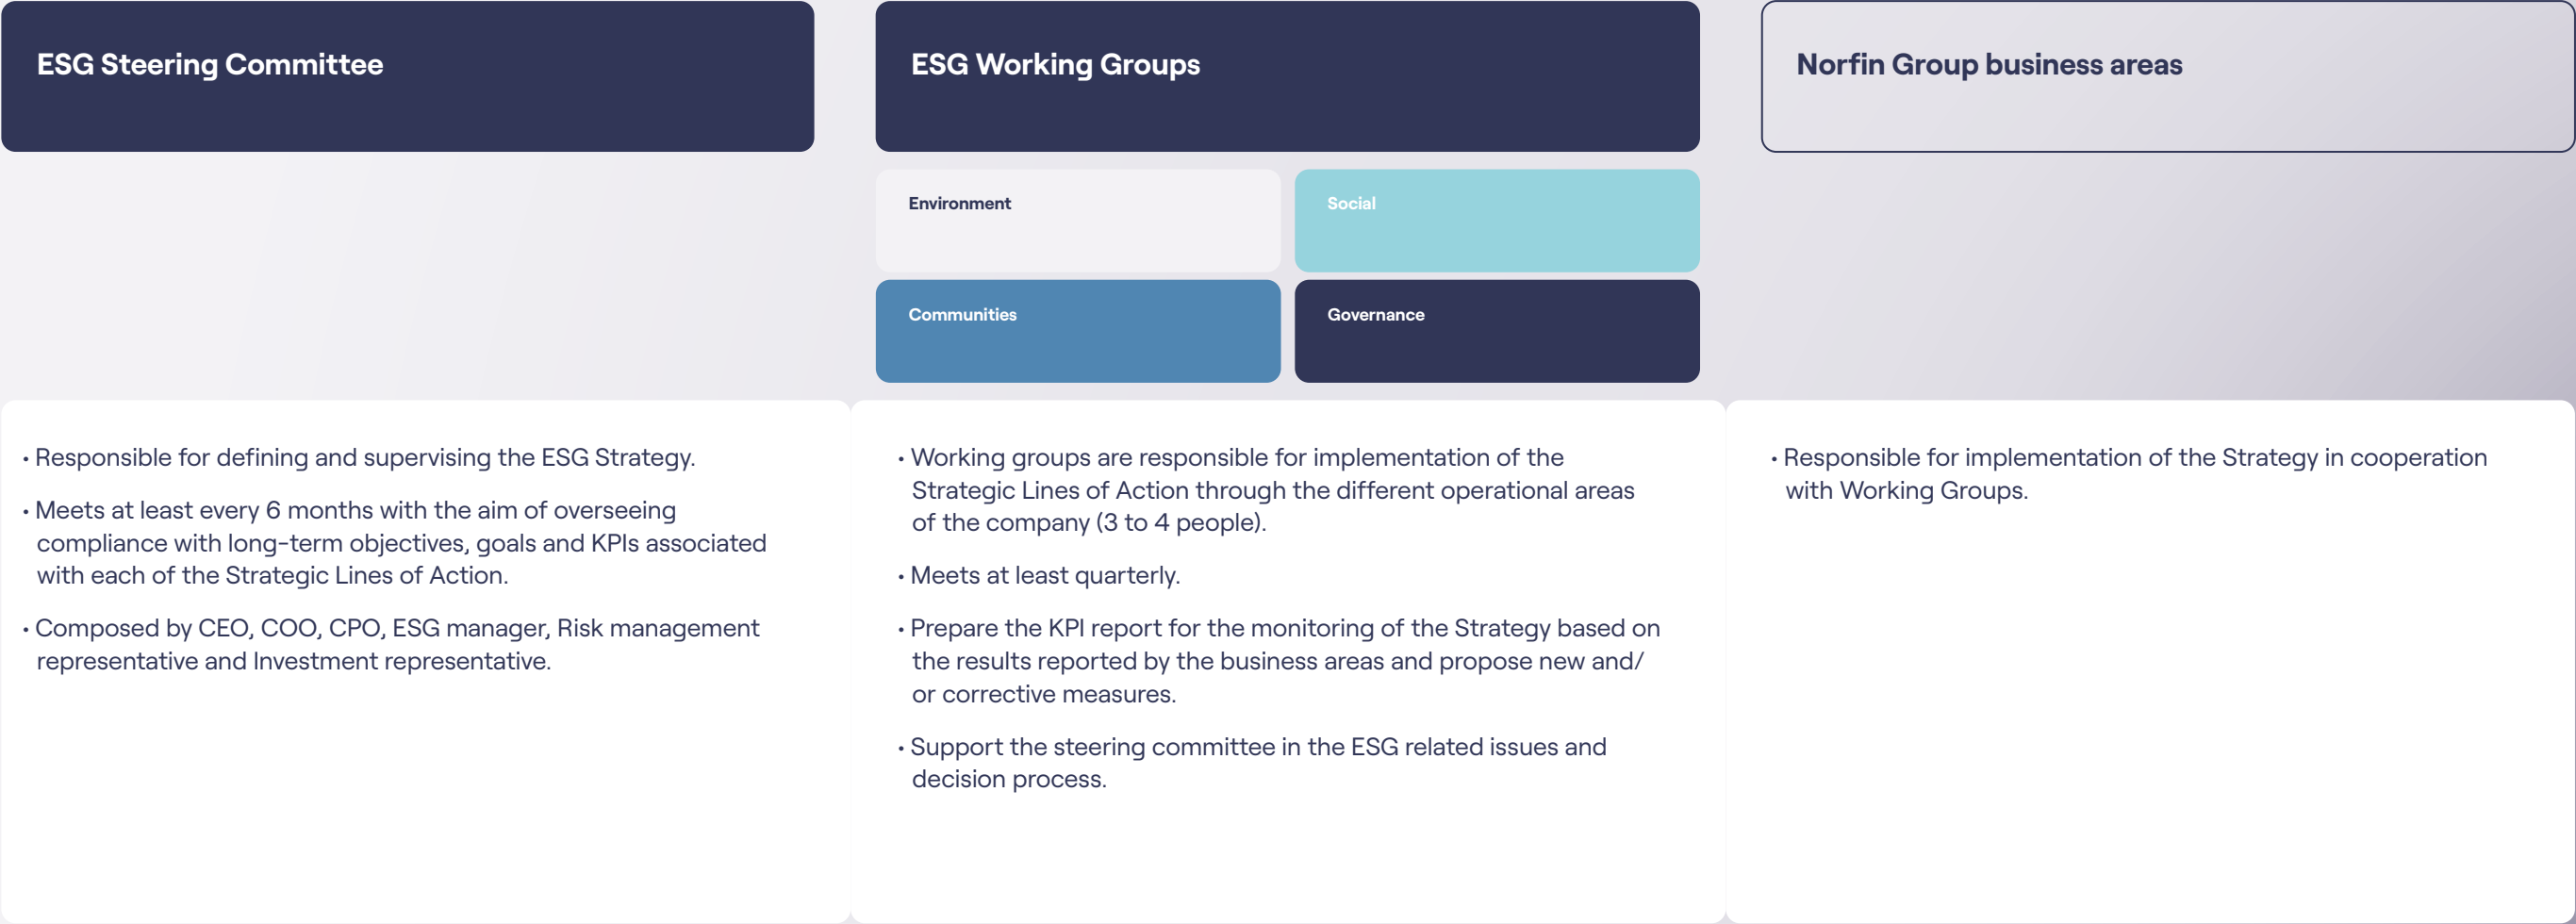 ESG Steering Committee
ESG Working Groups
Norfin Group business areas
Environment
Social
Communities
Governance
• Responsible for defining and supervising the ESG Strategy.
• Meets at least every 6 months with the aim of overseeing
compliance with long-term objectives, goals and KPIs associated
with each of the Strategic Lines of Action.
• Composed by CEO, COO, CPO, ESG manager, Risk management
representative and Investment representative.
• Working groups are responsible for implementation of the
Strategic Lines of Action through the different operational areas
of the company (3 to 4 people).
• Meets at least quarterly.
• Prepare the KPI report for the monitoring of the Strategy based on
the results reported by the business areas and propose new and/
or corrective measures.
• Support the steering committee in the ESG related issues and
decision process.
• Responsible for implementation of the Strategy in cooperation
with Working Groups.